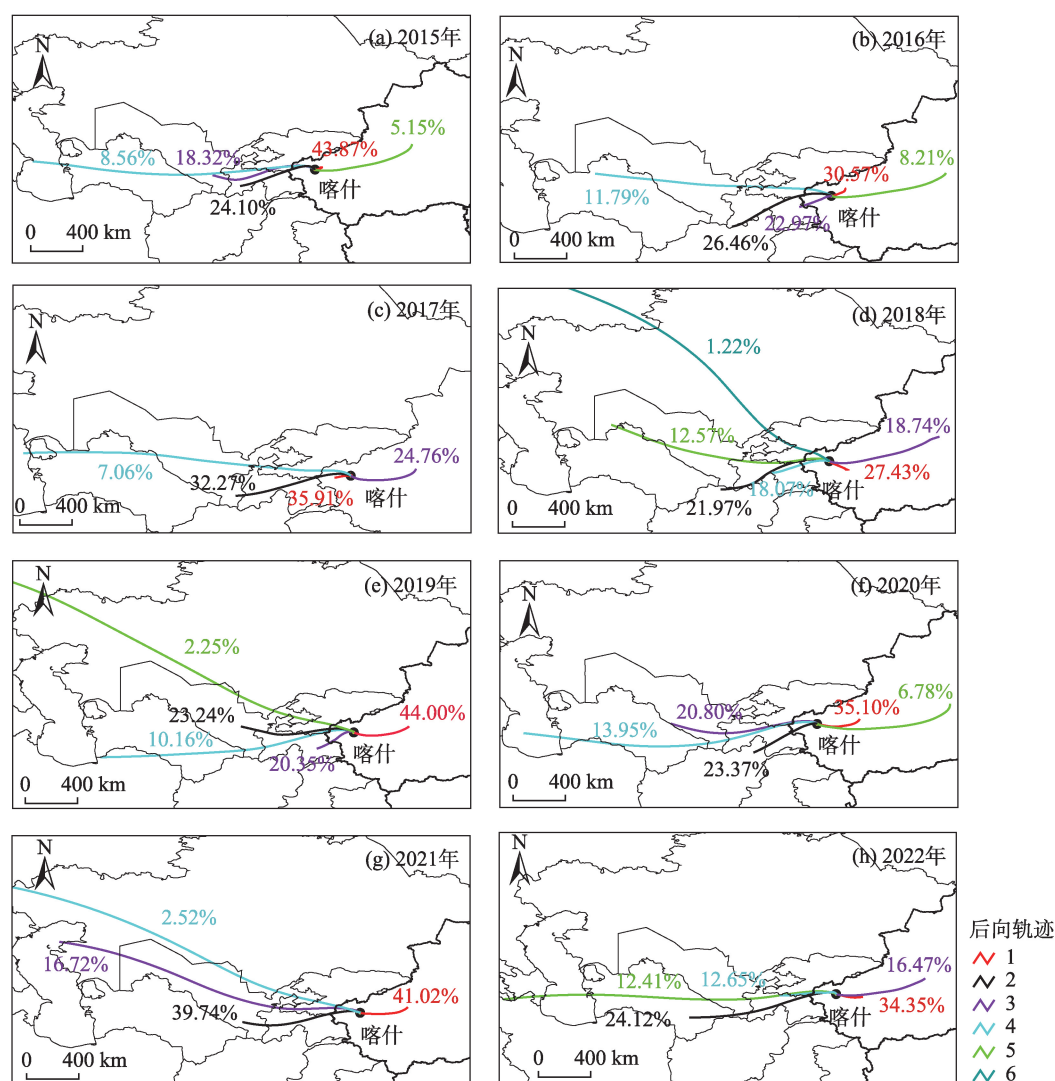 N
(a) 2015年
5.15%
8.56%
18.32%
43.87%
喀什
24.10%
0
400 km
N
(b) 2016年
8.21%
30.57%
11.79%
22.97%
喀什
26.46%
0
400 km
N
(c) 2017年
24.76%
7.06%
32.27%
35.91%
喀什
0
400 km
N
(d) 2018年
1.22%
18.74%
12.57%
27.43%
18.07%
喀什
21.97%
0
400 km
N
(e) 2019年
2.25%
23.24%
44.00%
10.16%
喀什
20.35%
0
400 km
N
(f) 2020年
6.78%
20.80%
35.10%
13.95%
喀什
23.37%
0
400 km
N
(g) 2021年
2.52%
16.72%
41.02%
39.74%
喀什
0
400 km
N
(h) 2022年
16.47%
12.41%
12.65%
34.35%
24.12%
喀什
0
400 km
后向轨迹
1
2
3
4
5
6